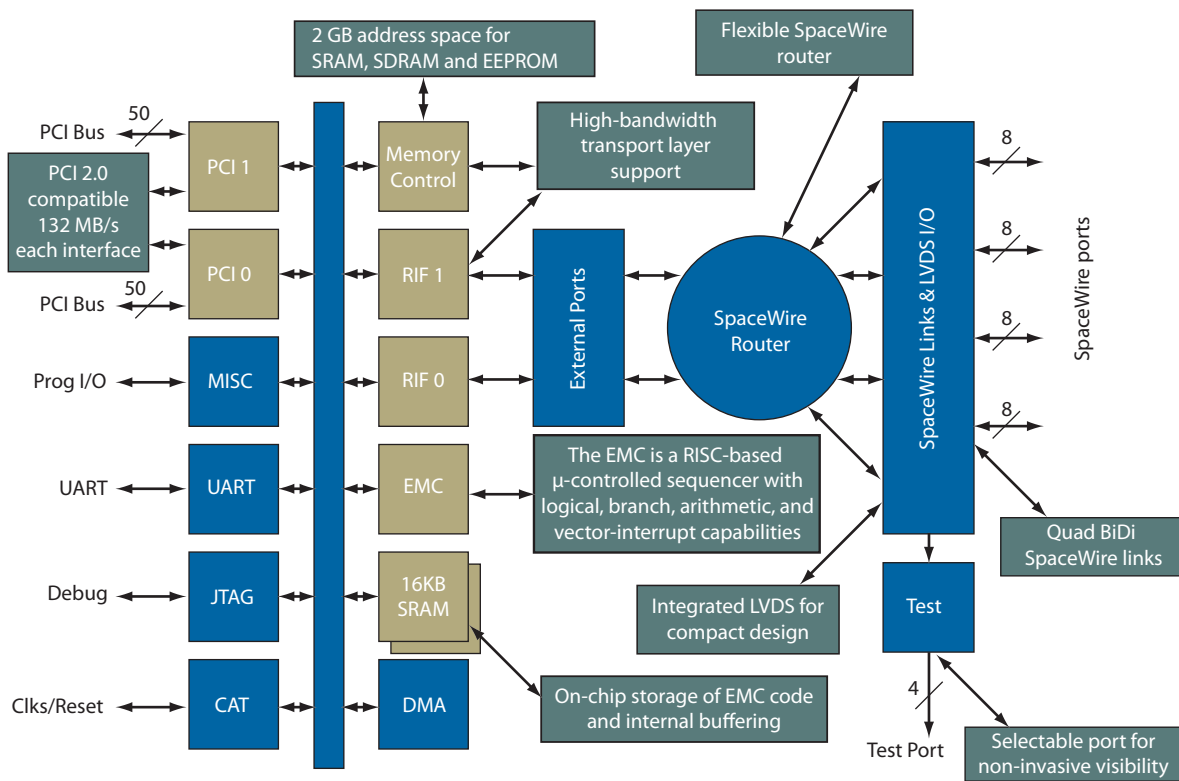 2 GB address space for
SRAM, SDRAM and EEPROM
Flexible SpaceWire
router
PCI Bus
50
PCI 1
Memory
Control
High-bandwidth
transport layer
support
8
PCI 2.0
compatible
132 MB/s
each interface
PCI 0
RIF 1
External Ports
SpaceWire
Router
SpaceWire Links & LVDS I/O
8
SpaceWire ports
PCI Bus
50
8
Prog I/O
MISC
RIF 0
8
UART
UART
EMC
The EMC is a RISC-based
μ-controlled sequencer with
logical, branch, arithmetic, and
vector-interrupt capabilities
Quad BiDi
SpaceWire links
Debug
JTAG
16KB
SRAM
Integrated LVDS for
compact design
Test
Clks/Reset
CAT
DMA
On-chip storage of EMC code
and internal buffering
4
Test Port
Selectable port for
non-invasive visibility